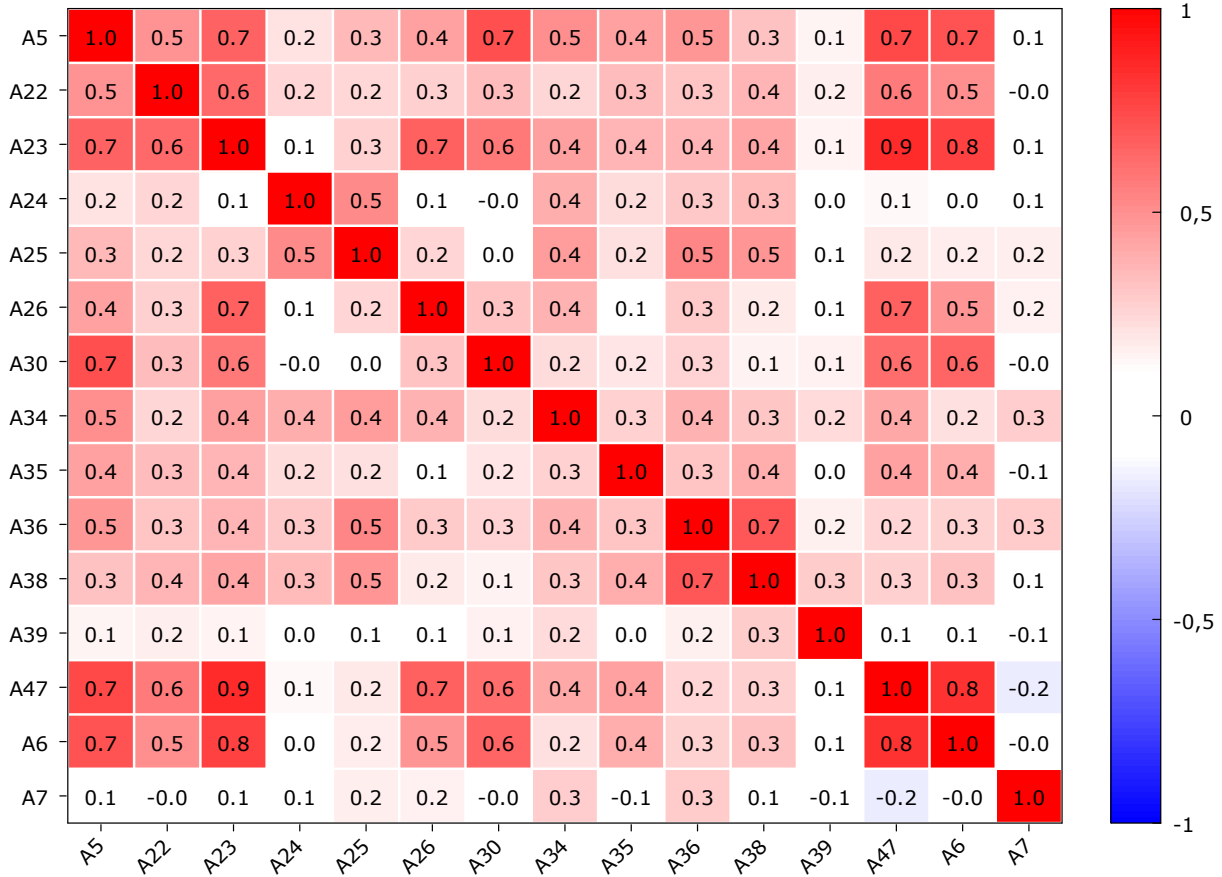 A5 1.0 0.5 0.7 0.2 0.3 0.4 0.7 0.5 0.4 0.5 0.3 0.1 0.7 0.7 0.1
A22 0.5 1.0 0.6 0.2 0.2 0.3 0.3 0.2 0.3 0.3 0.4 0.2 0.6 0.5 -0.0
A23 0.7 0.6 1.0 0.1 0.3 0.7 0.6 0.4 0.4 0.4 0.4 0.1 0.9 0.8 0.1
A24 0.2 0.2 0.1 1.0 0.5 0.1 -0.0 0.4 0.2 0.3 0.3 0.0 0.1 0.0 0.1
A25 0.3 0.2 0.3 0.5 1.0 0.2 0.0 0.4 0.2 0.5 0.5 0.1 0.2 0.2 0.2
A26 0.4 0.3 0.7 0.1 0.2 1.0 0.3 0.4 0.1 0.3 0.2 0.1 0.7 0.5 0.2
A30 0.7 0.3 0.6 -0.0 0.0 0.3 1.0 0.2 0.2 0.3 0.1 0.1 0.6 0.6 -0.0
A34 0.5 0.2 0.4 0.4 0.4 0.4 0.2 1.0 0.3 0.4 0.3 0.2 0.4 0.2 0.3
A35 0.4 0.3 0.4 0.2 0.2 0.1 0.2 0.3 1.0 0.3 0.4 0.0 0.4 0.4 -0.1
A36 0.5 0.3 0.4 0.3 0.5 0.3 0.3 0.4 0.3 1.0 0.7 0.2 0.2 0.3 0.3
A38 0.3 0.4 0.4 0.3 0.5 0.2 0.1 0.3 0.4 0.7 1.0 0.3 0.3 0.3 0.1
A39 0.1 0.2 0.1 0.0 0.1 0.1 0.1 0.2 0.0 0.2 0.3 1.0 0.1 0.1 -0.1
A47 0.7 0.6 0.9 0.1 0.2 0.7 0.6 0.4 0.4 0.2 0.3 0.1 1.0 0.8 -0.2
A6 0.7 0.5 0.8 0.0 0.2 0.5 0.6 0.2 0.4 0.3 0.3 0.1 0.8 1.0 -0.0
A7 0.1 -0.0 0.1 0.1 0.2 0.2 -0.0 0.3 -0.1 0.3 0.1 -0.1 -0.2 -0.0 1.0
A5 A22 A23 A24 A25 A26 A30 A34 A35 A36 A38 A39 A47 A6 A7
1
0,5
0
-0,5
-1